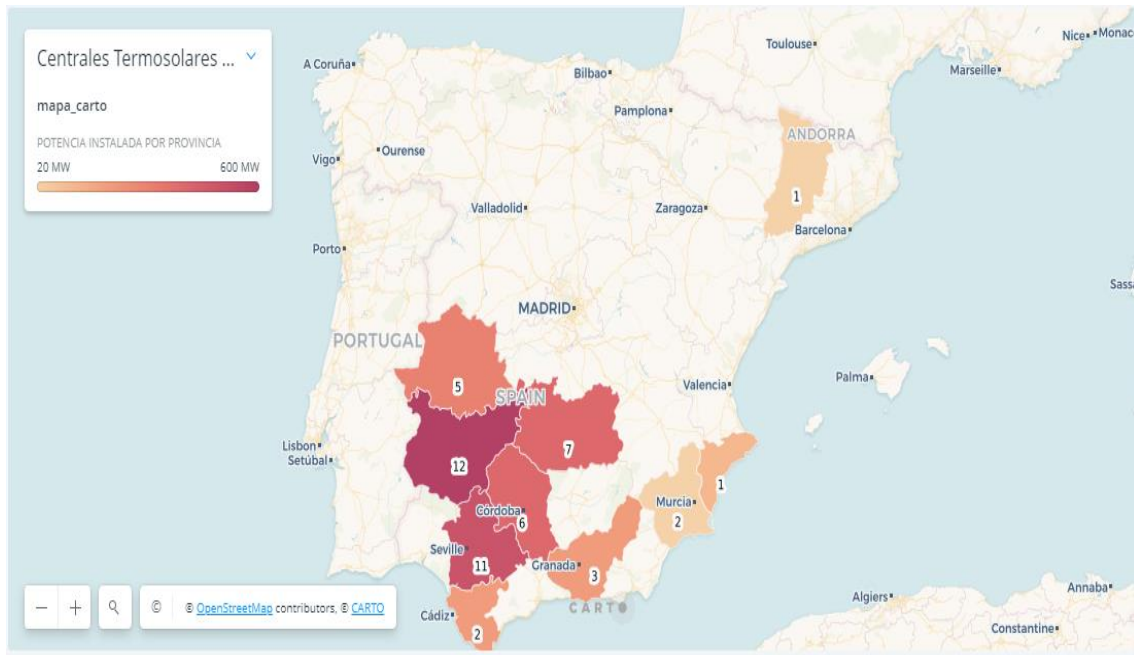 Centrales Termosolares ...
mapa_carto
POTENCIA INSTALADA POR PROVINCIA
20 MW 600 MW
A Coruña
Bilbao
Toulouse
Nice
Monaco
Marseille
Pamplona
ANDORRA
Vigo
Ourense
1
Valladolid
Zaragoza
Barcelona
Porto
Sass
MADRID
PORTUGAL
Palma
Valencia
5
SPAIN
Lisbon
Setúbal
12
7
1
Murcia
2
Córdoba
6
Seville
11
Granada
3
CARTO
Cádiz
2
Algiers
Annaba
Constantine
− + © © OpenStreetMap contributors, © CARTO